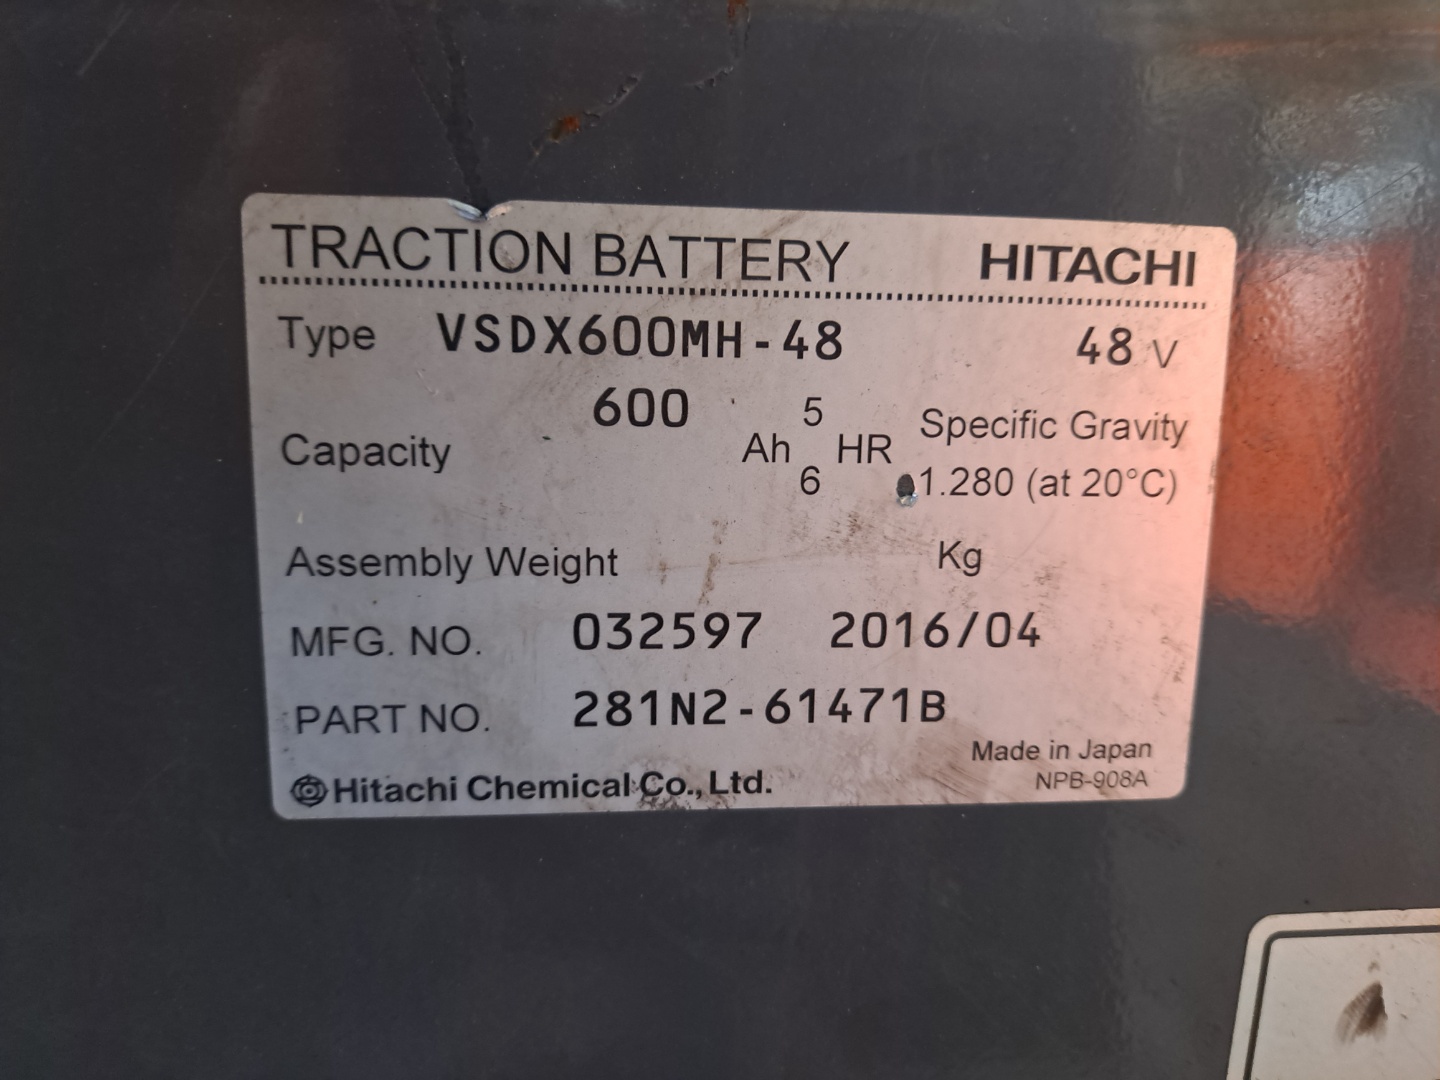 TRACTION BATTERY HITACHI
Type VSDX600MH-48 48 V
Capacity 600 Ah 5 HR Specific Gravity
6 1.280 (at 20°C)
Assembly Weight Kg
MFG. NO. 032597 2016/04
PART NO. 281N2-61471B
Made in Japan
Hitachi Chemical Co., Ltd. NPB-908A